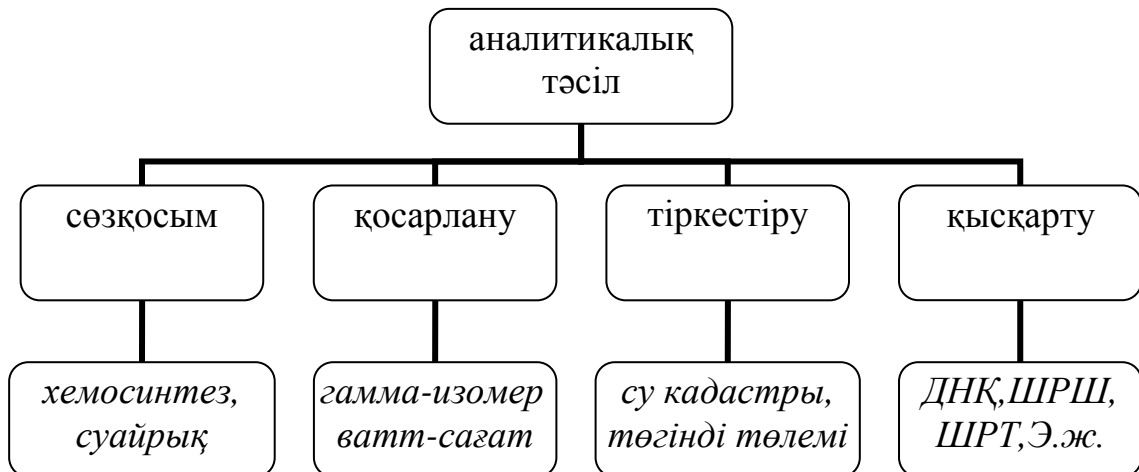 аналитикалық
тәсіл
сөзқосым
қосарлану
тіркестіру
қысқарту
хемосинтез,
суайрық
гамма-изомер
ватт-сағат
су кадастры,
төгінді төлемі
ДНҚ,ШРШ,
ШРТ,Э.ж.